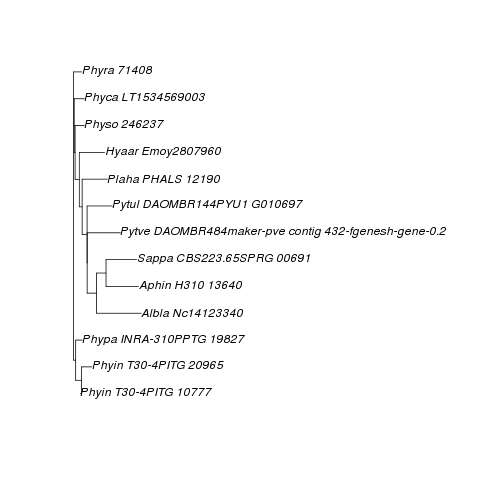 Phyra 71408
Phyca LT1534569003
Physo 246237
Hyaar Emoy2807960
Plaha PHALS 12190
Pytul DAOMBR144PYU1 G010697
Pytve DAOMBR484maker-pve contig 432-fgenesh-gene-0.2
Sappa CBS223.65SPRG 00691
Aphin H310 13640
Albla Nc14123340
Phypa INRA-310PPTG 19827
Phyin T30-4PITG 20965
Phyin T30-4PITG 10777